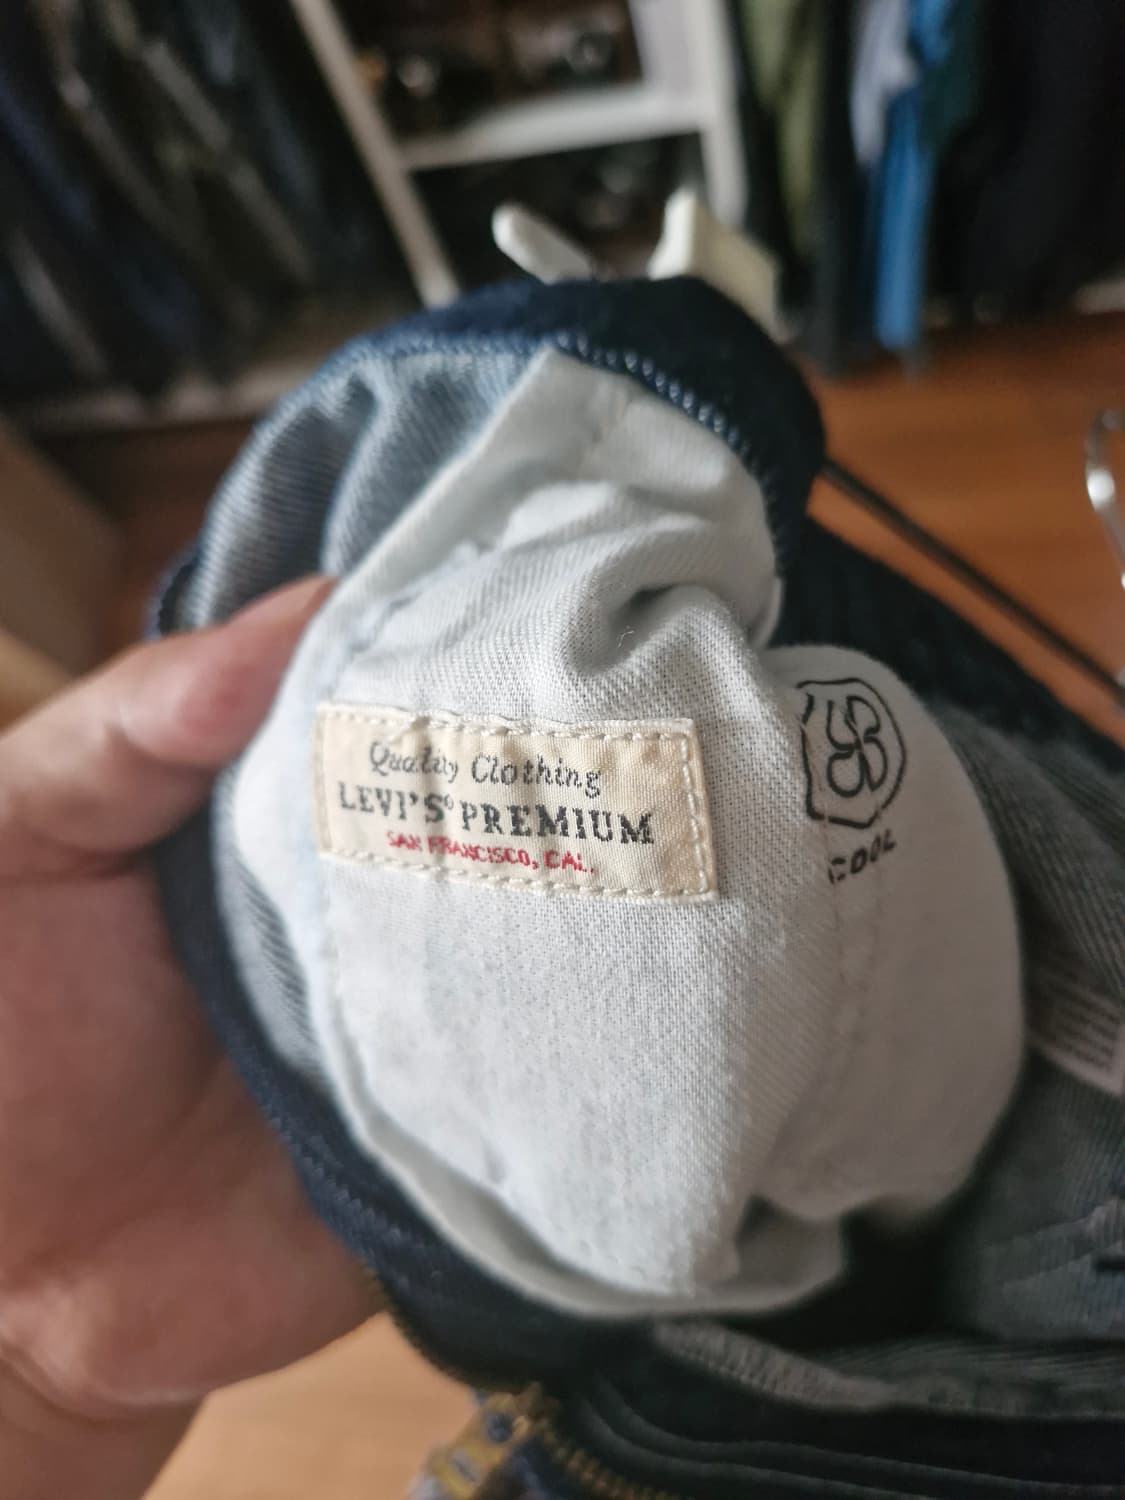 Quality Clothing
LEVI'S® PREMIUM
SAN FRANCISCO, CAL.